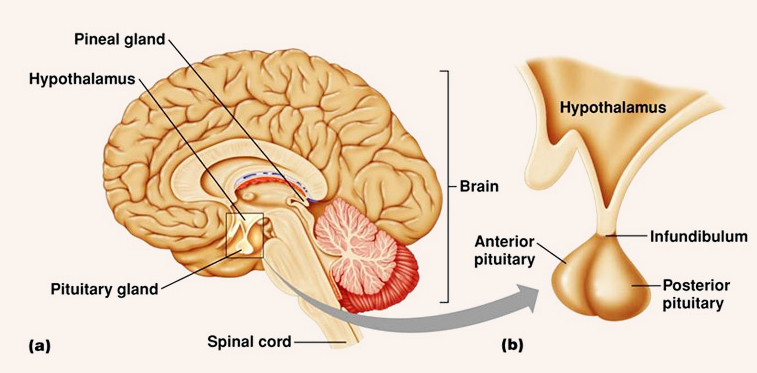 Pineal gland
Hypothalamus
Brain
Pituitary gland
Spinal cord
(a)
Hypothalamus
Infundibulum
Anterior
pituitary
Posterior
pituitary
(b)